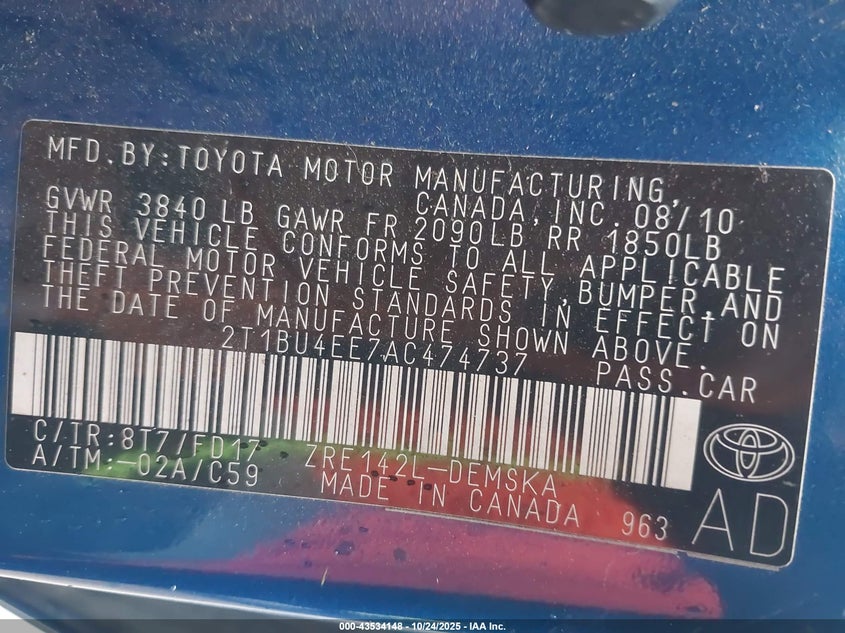 MFD.BY:TOYOTA MOTOR MANUFACTURING,
CANADA, INC. 08/10
GVWR 3840 LB GAWR FR 2090LB RR 1850LB
THIS VEHICLE CONFORMS TO ALL APPLICABLE
FEDERAL MOTOR VEHICLE SAFETY,BUMPER,AND
THEFT PREVENTION STANDARDS IN EFFECT ON
THE DATE OF MANUFACTURE SHOWN ABOVE.
2T1BU4EE7AC474737 PASS.CAR
C/TR:8T7/FD17 ZRE142L-DEMSKA
A/TM:-02A/C59 MADE IN CANADA 963 AD
000-43534148 - 10/24/2025 - IAA Inc.